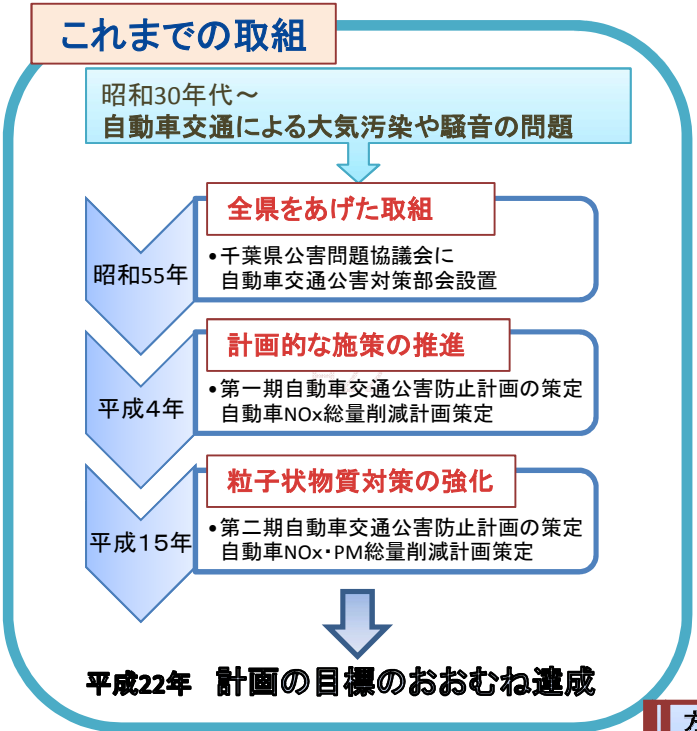 これまでの取組
昭和30年代～
自動車交通による大気汚染や騒音の問題
全県をあげた取組
昭和55年
•千葉県公害問題協議会に
自動車交通公害対策部会設置
計画的な施策の推進
平成4年
•第一期自動車交通公害防止計画の策定
自動車NOx総量削減計画策定
粒子状物質対策の強化
平成15年
•第二期自動車交通公害防止計画の策定
自動車NOx・PM総量削減計画策定
平成22年 計画の目標のおおむね達成